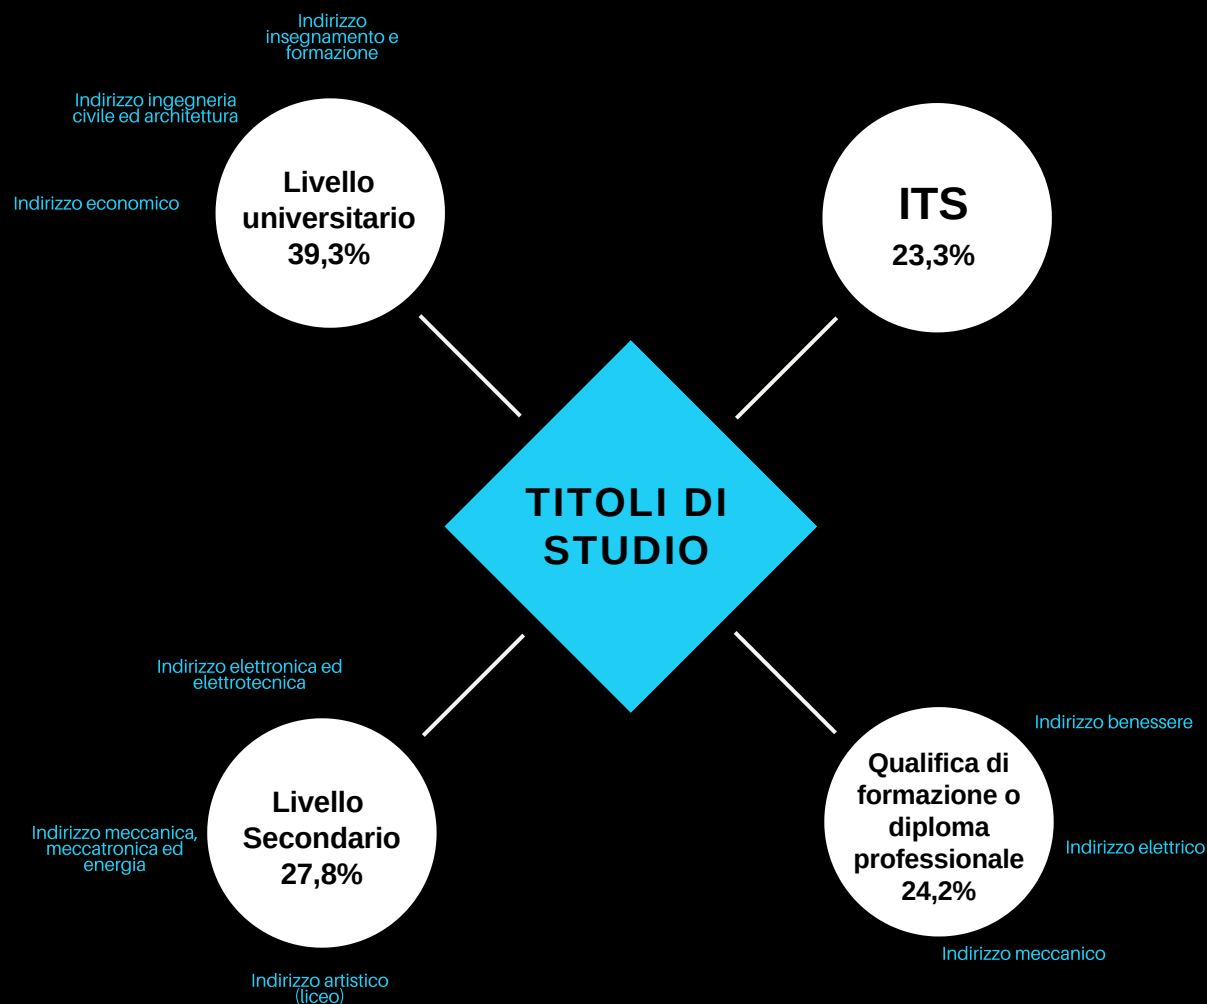 Indirizzo
insegnamento e
formazione
Indirizzo ingegneria
civile ed architettura
Indirizzo economico
Livello
universitario
39,3%
ITS
23,3%
TITOLI DI
STUDIO
Indirizzo elettronica ed
elettrotecnica
Livello
Secondario
27,8%
Indirizzo meccanica,
meccatronica ed
energia
Indirizzo artistico
(liceo)
Indirizzo benessere
Qualifica di
formazione o
diploma
professionale
24,2%
Indirizzo elettrico
Indirizzo meccanico